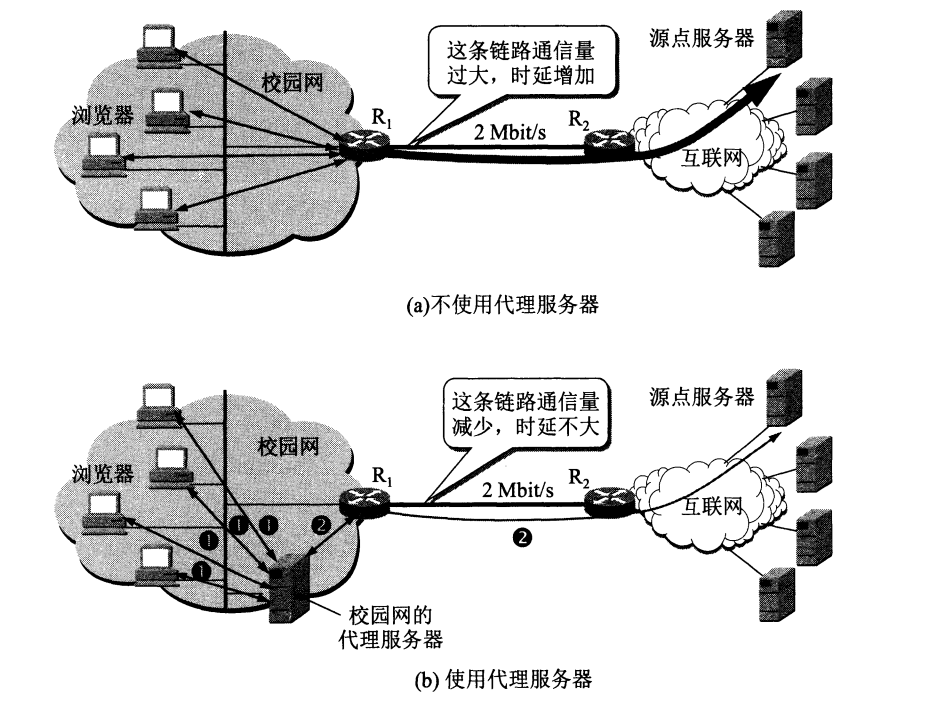 源点服务器
这条链路通信量
过大，时延增加
校园网
浏览器
R1
2 Mbit/s
R2
互联网
(a)不使用代理服务器
源点服务器
这条链路通信量
减少，时延不大
校园网
浏览器
R1
2 Mbit/s
R2
互联网
❶ ❶ ❷
❶
❷
❶
校园网的
代理服务器
(b) 使用代理服务器